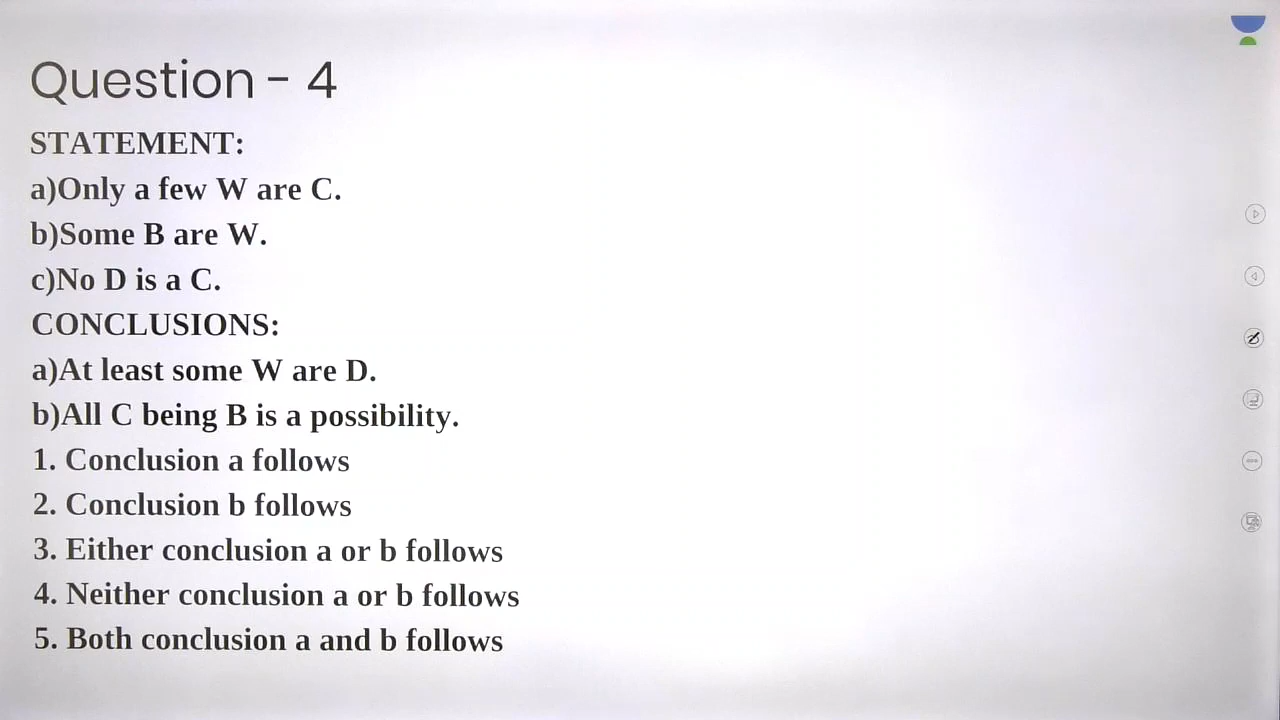 Question - 4
STATEMENT:
a)Only a few W are C.
b)Some B are W.
c)No D is a C.
CONCLUSIONS:
a)At least some W are D.
b)All C being B is a possibility.
1. Conclusion a follows
2. Conclusion b follows
3. Either conclusion a or b follows
4. Neither conclusion a or b follows
5. Both conclusion a and b follows